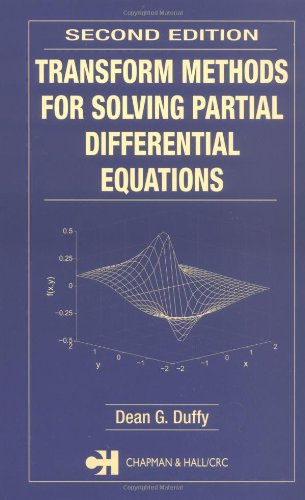 SECOND EDITION
TRANSFORM METHODS
FOR SOLVING PARTIAL
DIFFERENTIAL
EQUATIONS
0.5
0.25
0
-0.25
-0.5
f(x,y)
2
1
0
-1
-2
y
-2
-1
0
1
2
x
Dean G. Duffy
CH CHAPMAN & HALL/CRC